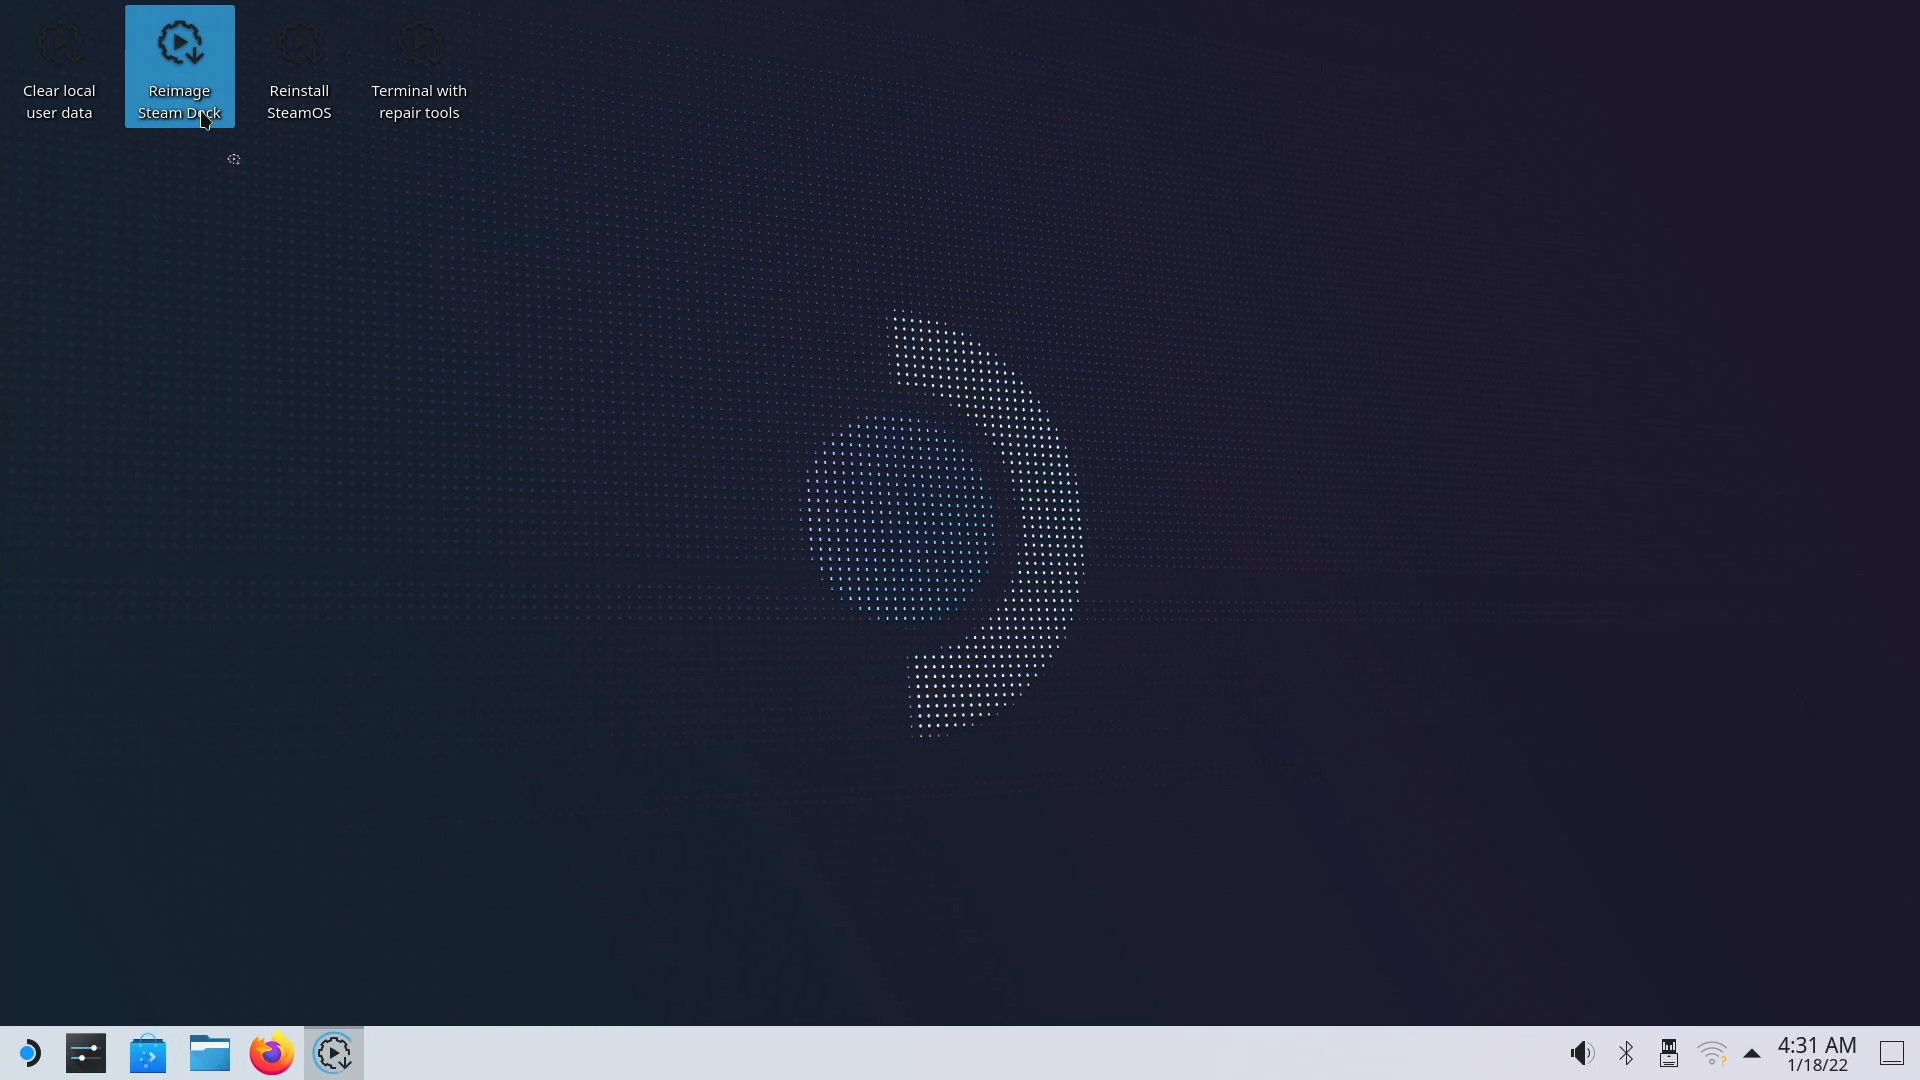 Clear local
user data
Reimage
Steam Deck
Reinstall
SteamOS
Terminal with
repair tools
4:31 AM
1/18/22